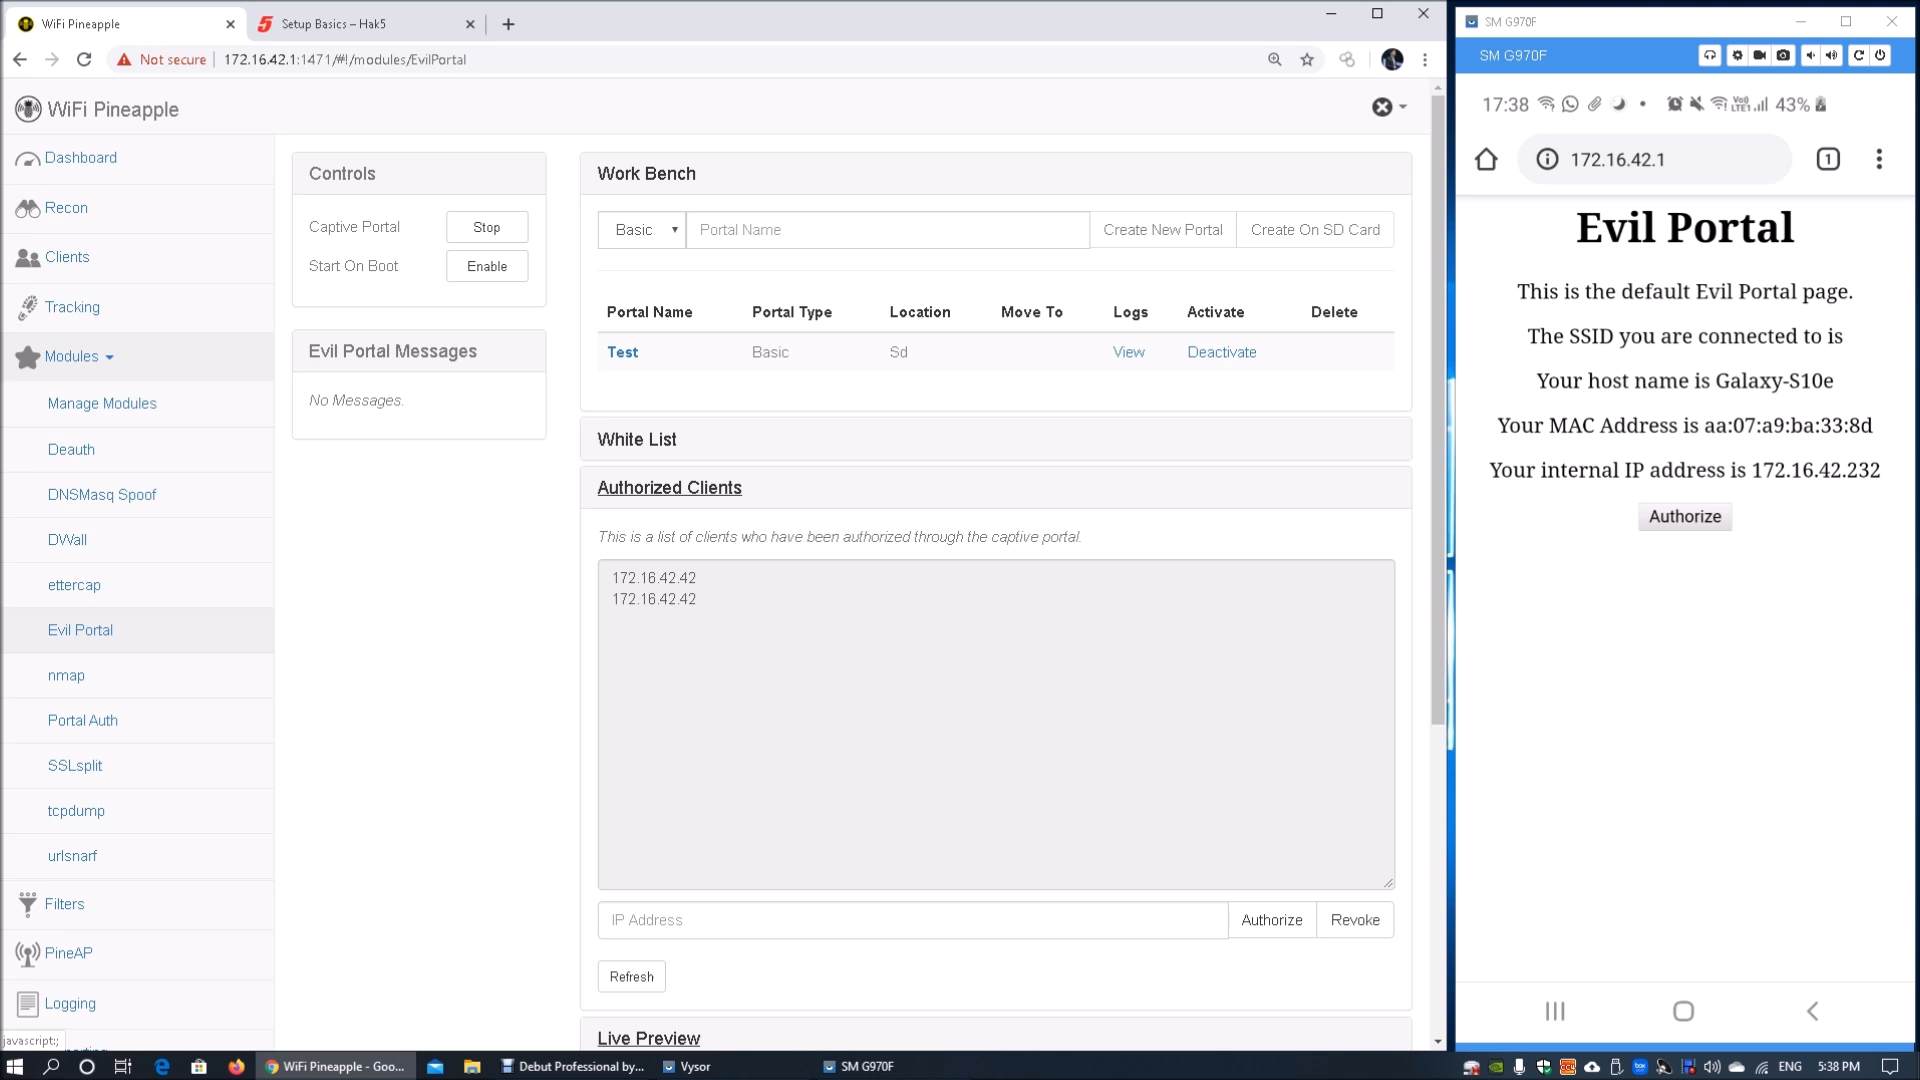 WiFi Pineapple
Setup Basics – Hak5
Not secure
172.16.42.1:1471/#!/modules/EvilPortal
WiFi Pineapple
Dashboard
Recon
Clients
Tracking
Modules
Manage Modules
Deauth
DNSMasq Spoof
DWall
ettercap
Evil Portal
nmap
Portal Auth
SSLsplit
tcpdump
urlsnarf
Filters
PineAP
Logging
javascript:;
Controls
Captive Portal
Stop
Start On Boot
Enable
Evil Portal Messages
No Messages.
Work Bench
Basic
Portal Name
Create New Portal
Create On SD Card
Portal Name Portal Type Location Move To Logs Activate Delete
Test Basic Sd View Deactivate
White List
Authorized Clients
This is a list of clients who have been authorized through the captive portal.
172.16.42.42
172.16.42.42
IP Address
Authorize
Revoke
Refresh
Live Preview
SM G970F
SM G970F
17:38
43%
172.16.42.1
1
Evil Portal
This is the default Evil Portal page.
The SSID you are connected to is
Your host name is Galaxy-S10e
Your MAC Address is aa:07:a9:ba:33:8d
Your internal IP address is 172.16.42.232
Authorize
WiFi Pineapple - Goo...
Debut Professional by...
Vysor
SM G970F
ENG
5:38 PM